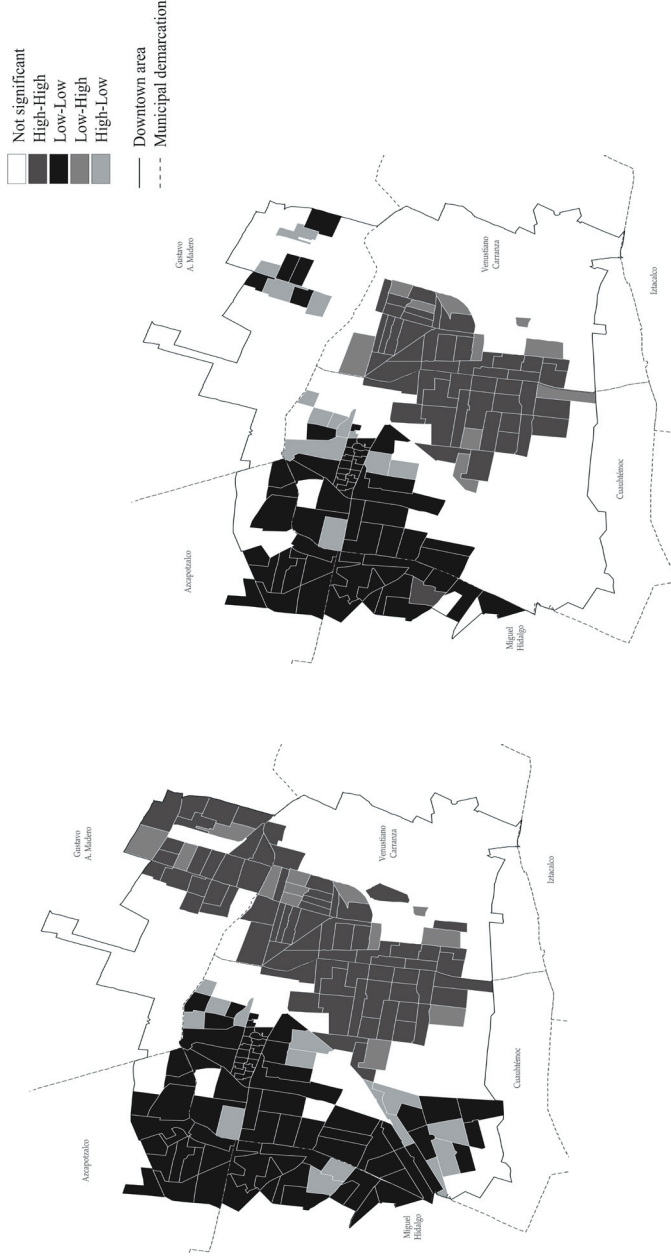 Not significant
High-High
Low-Low
Low-High
High-Low
Downtown area
Municipal demarcation
Gustavo
A. Madero
Azcapotzalco
Venustiano
Carranza
Miguel
Hidalgo
Cuauhtémoc
Iztacalco
Gustavo
A. Madero
Azcapotzalco
Venustiano
Carranza
Miguel
Hidalgo
Cuauhtémoc
Iztacalco